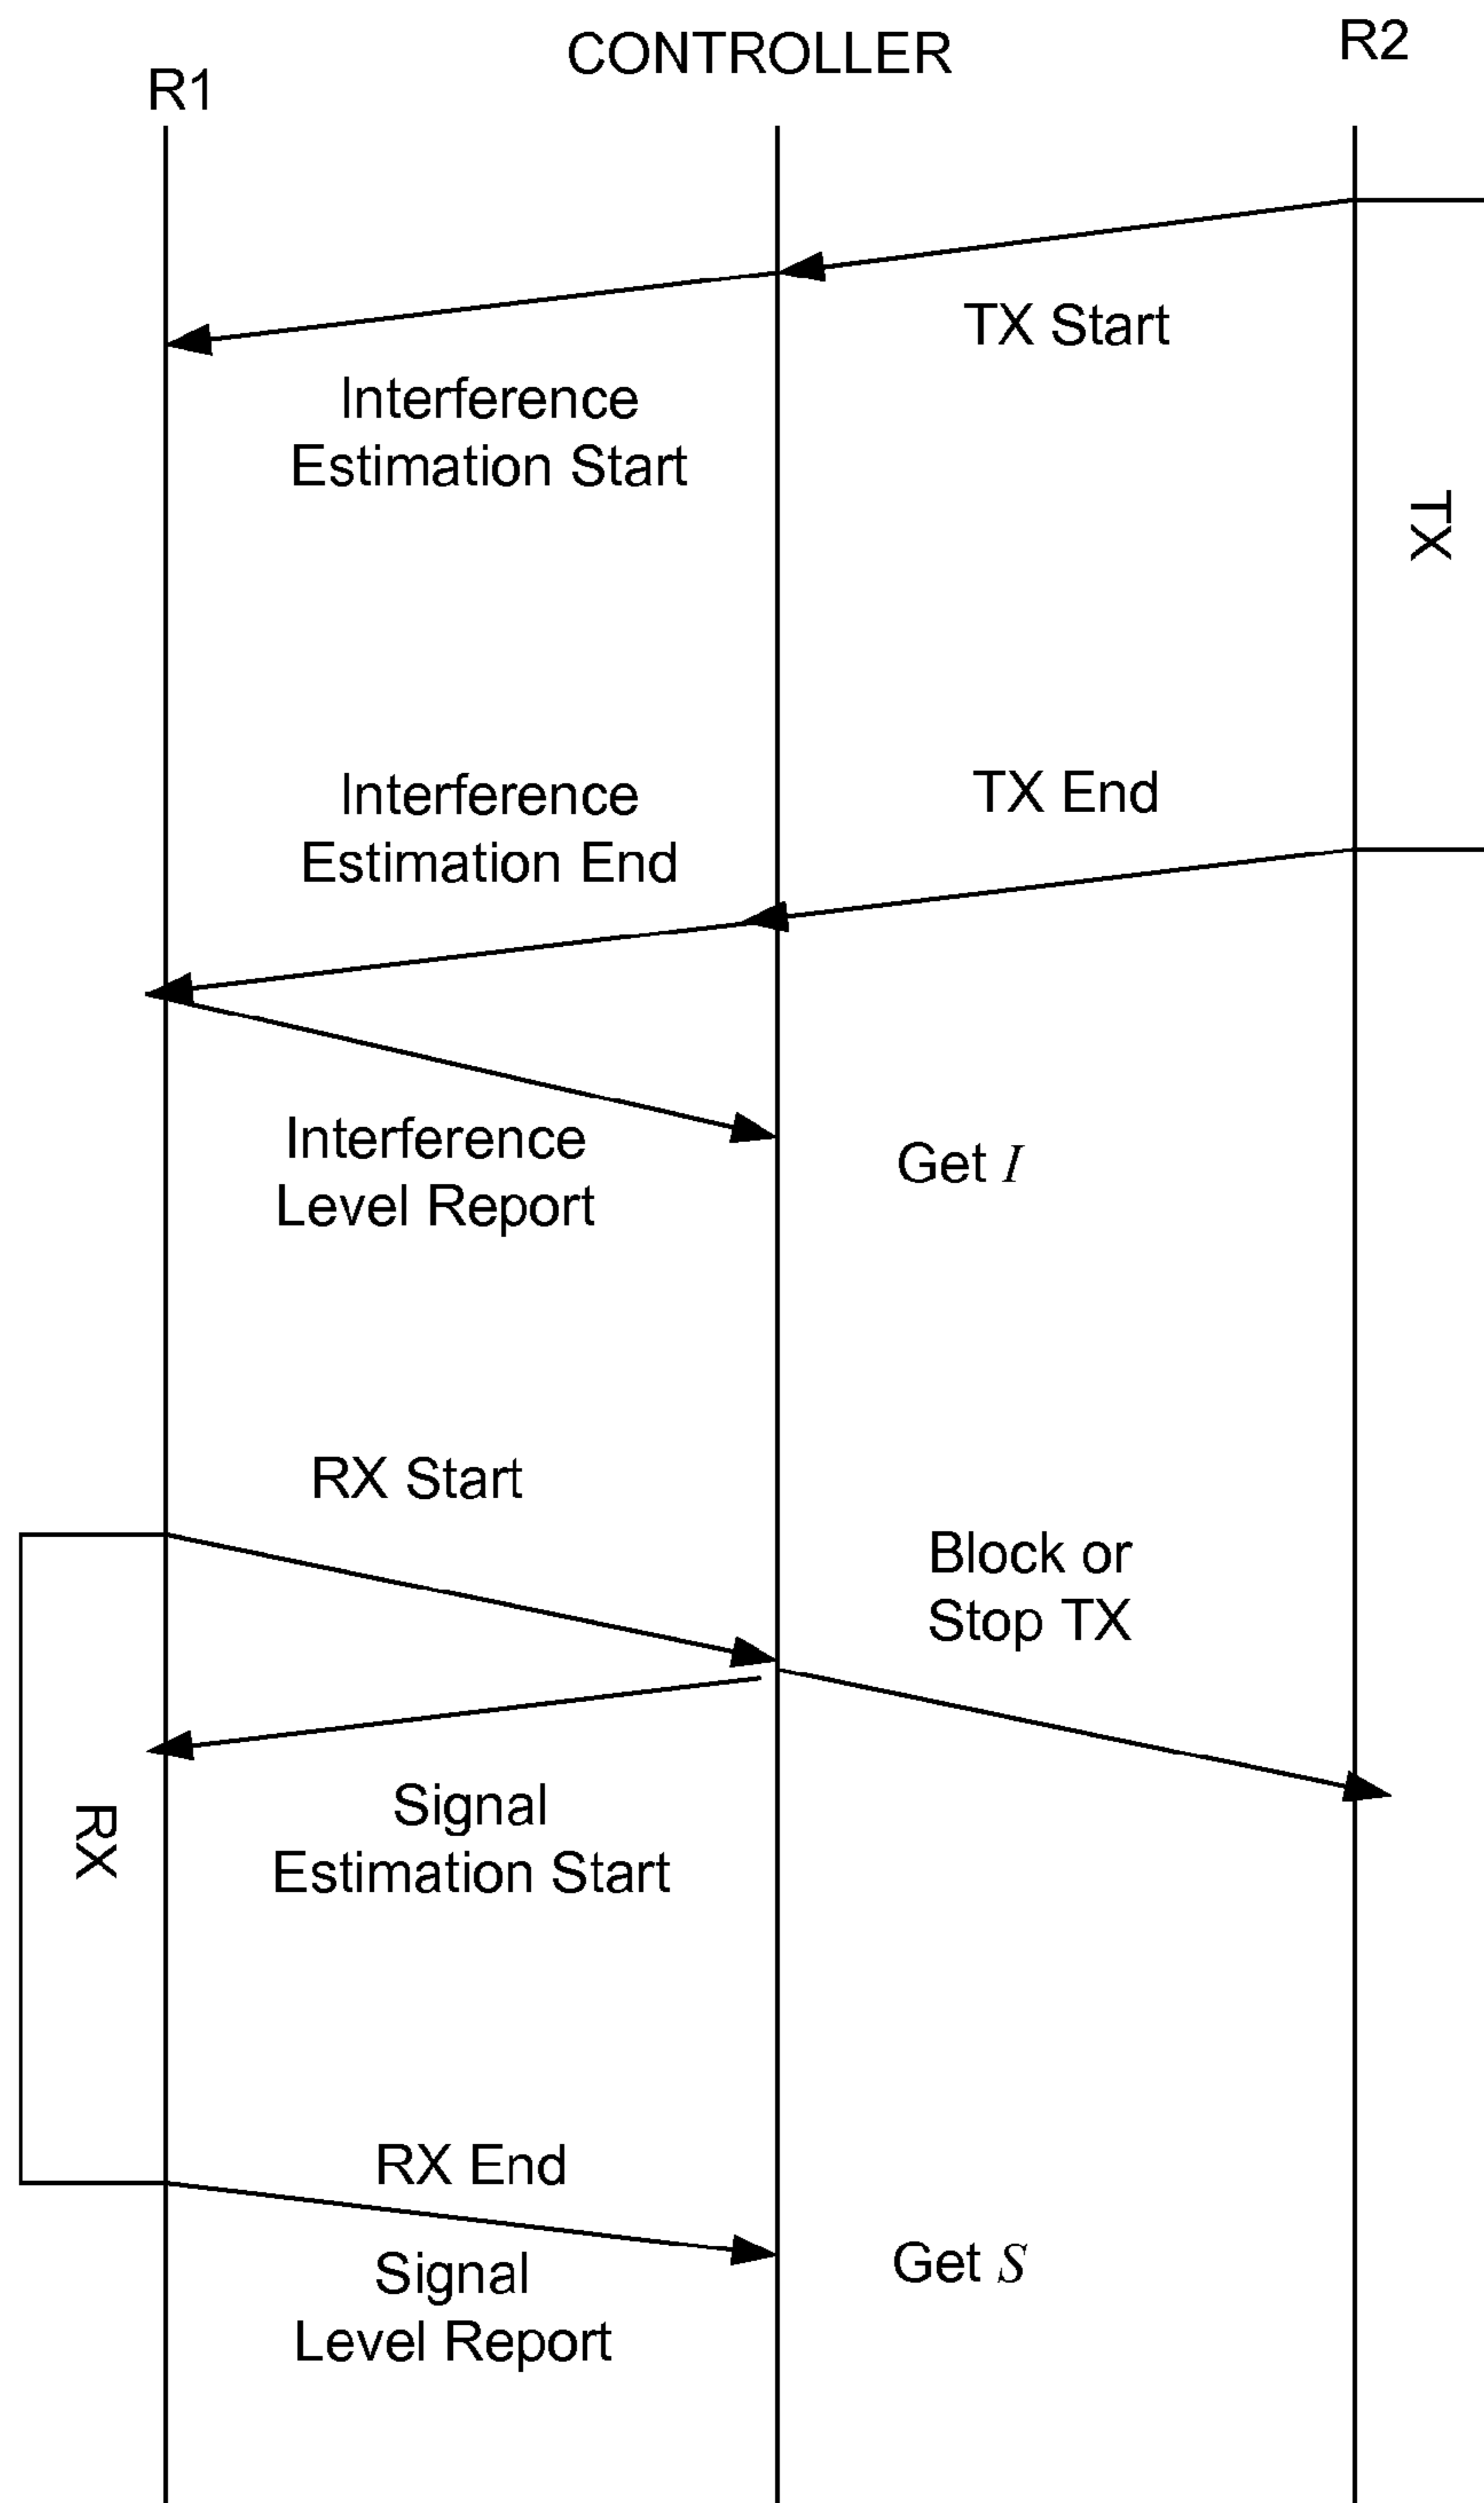 R1
CONTROLLER
R2
TX Start
Interference
Estimation Start
TX
Interference
Estimation End
TX End
Interference
Level Report
Get I
RX Start
Block or
Stop TX
Signal
Estimation Start
RX
RX End
Signal
Level Report
Get S